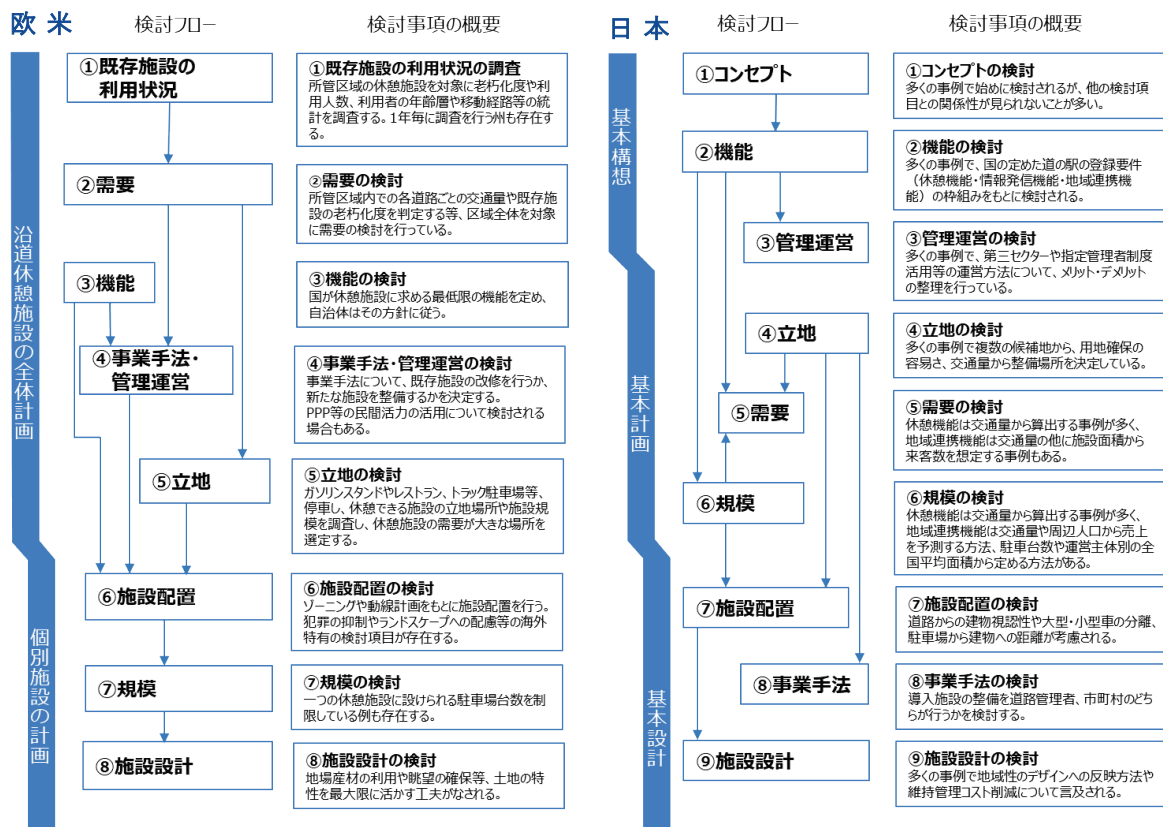 欧米
検討フロー
検討事項の概要
沿道休憩施設の全体計画
個別施設の計画
①既存施設の
利用状況
②需要
③機能
④事業手法・
管理運営
⑤立地
⑥施設配置
⑦規模
⑧施設設計
①既存施設の利用状況の調査
所管区域の休憩施設を対象に老朽化度や利
用人数、利用者の年齢層や移動経路等の統
計を調査する。1年毎に調査を行う州も存在す
る。
②需要の検討
所管区域内での各道路ごとの交通量や既存施
設の老朽化度を判定する等、区域全体を対象
に需要の検討を行っている。
③機能の検討
国が休憩施設に求める最低限の機能を定め、
自治体はその方針に従う。
④事業手法・管理運営の検討
事業手法について、既存施設の改修を行うか、
新たな施設を整備するかを決定する。
PPP等の民間活力の活用について検討される
場合もある。
⑤立地の検討
ガソリンスタンドやレストラン、トラック駐車場等、
停車し、休憩できる施設の立地場所や施設規
模を調査し、休憩施設の需要が大きな場所を
選定する。
⑥施設配置の検討
ゾーニングや動線計画をもとに施設配置を行う。
犯罪の抑制やランドスケープへの配慮等の海外
特有の検討項目が存在する。
⑦規模の検討
一つの休憩施設に設けられる駐車場台数を制
限している例も存在する。
⑧施設設計の検討
地場産材の利用や眺望の確保等、土地の特
性を最大限に活かす工夫がなされる。
日本
検討フロー
検討事項の概要
基本構想
基本計画
基本設計
①コンセプト
②機能
③管理運営
④立地
⑤需要
⑥規模
⑦施設配置
⑧事業手法
⑨施設設計
①コンセプトの検討
多くの事例で始めに検討されるが、他の検討項
目との関係性が見られないことが多い。
②機能の検討
多くの事例で、国の定めた道の駅の登録要件
（休憩機能・情報発信機能・地域連携機
能）の枠組みをもとに検討される。
③管理運営の検討
多くの事例で、第三セクターや指定管理者制度
活用等の運営方法について、メリット・デメリット
の整理を行っている。
④立地の検討
多くの事例で複数の候補地から、用地確保の
容易さ、交通量から整備場所を決定している。
⑤需要の検討
休憩機能は交通量から算出する事例が多く、
地域連携機能は交通量の他に施設面積から
来客数を想定する事例もある。
⑥規模の検討
休憩機能は交通量から算出する事例が多く、
地域連携機能は交通量や周辺人口から売上
を予測する方法、駐車台数や運営主体別の全
国平均面積から定める方法がある。
⑦施設配置の検討
道路からの建物視認性や大型・小型車の分離、
駐車場から建物への距離が考慮される。
⑧事業手法の検討
導入施設の整備を道路管理者、市町村のどち
らが行うかを検討する。
⑨施設設計の検討
多くの事例で地域性のデザインへの反映方法や
維持管理コスト削減について言及される。